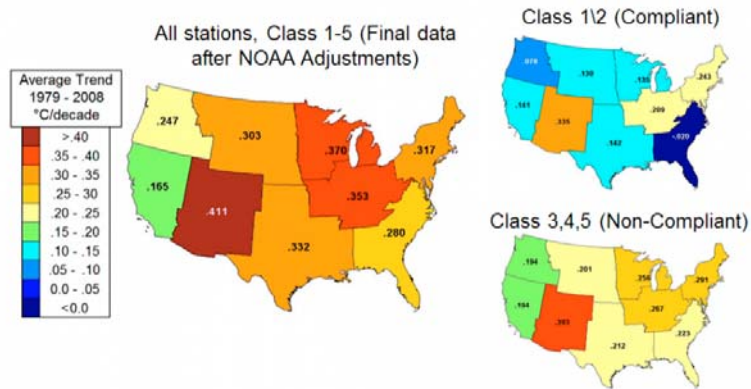 All stations, Class 1-5 (Final data
after NOAA Adjustments)
Average Trend
1979 - 2008
°C/decade
>.40
.35 - .40
.30 - .35
.25 - .30
.20 - .25
.15 - .20
.10 - .15
.05 - .10
0.0 - .05
<0.0
.247
.303
.370
.317
.165
.411
.353
.332
.280
Class 1\2 (Compliant)
.130
.135
.243
.335
.209
.142
-.020
Class 3,4,5 (Non-Compliant)
.194
.201
.256
.291
.194
.267
.212
.223